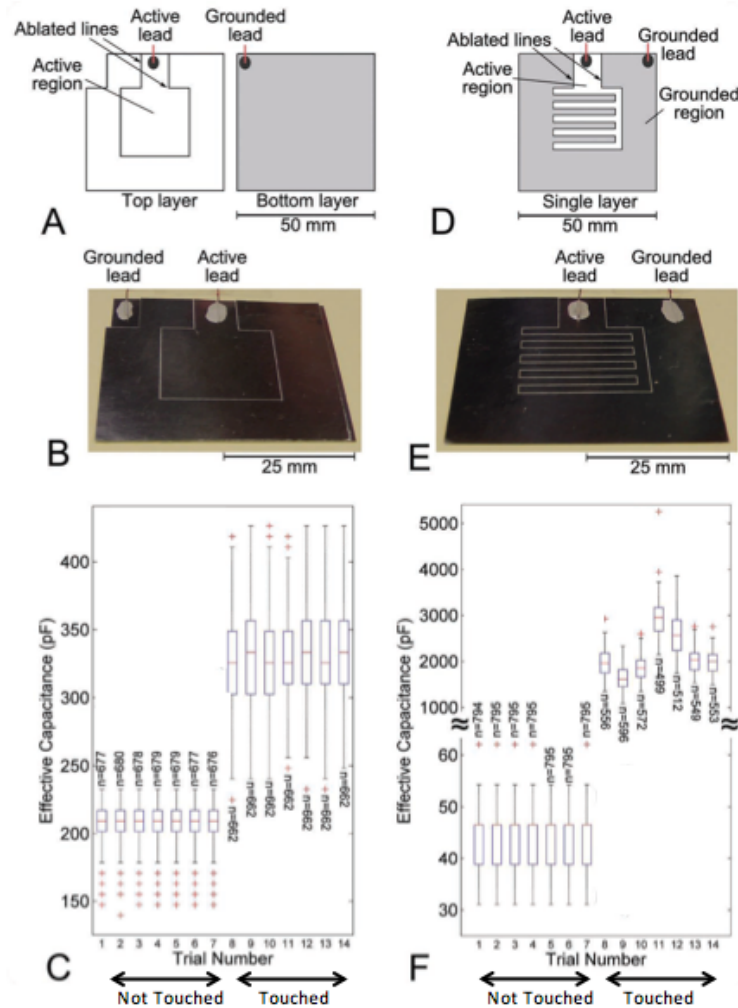 Active lead
Grounded lead
Ablated lines
Active region
Top layer
Bottom layer
50 mm
A
Active lead
Grounded lead
Ablated lines
Active region
Grounded region
Single layer
50 mm
D
Grounded lead
Active lead
25 mm
B
Active lead
Grounded lead
25 mm
E
Effective Capacitance (pF)
400
350
300
250
200
150
n=677
n=680
n=678
n=679
n=679
n=677
n=676
n=662
n=662
n=662
n=662
n=662
n=662
n=662
1 2 3 4 5 6 7 8 9 10 11 12 13 14
Trial Number
C
Not Touched
Touched
Effective Capacitance (pF)
5000
4000
3000
2000
1000
60
50
40
30
n=794
n=795
n=795
n=795
n=795
n=795
n=795
n=556
n=596
n=572
n=499
n=512
n=549
n=553
1 2 3 4 5 6 7 8 9 10 11 12 13 14
Trial Number
F
Not Touched
Touched